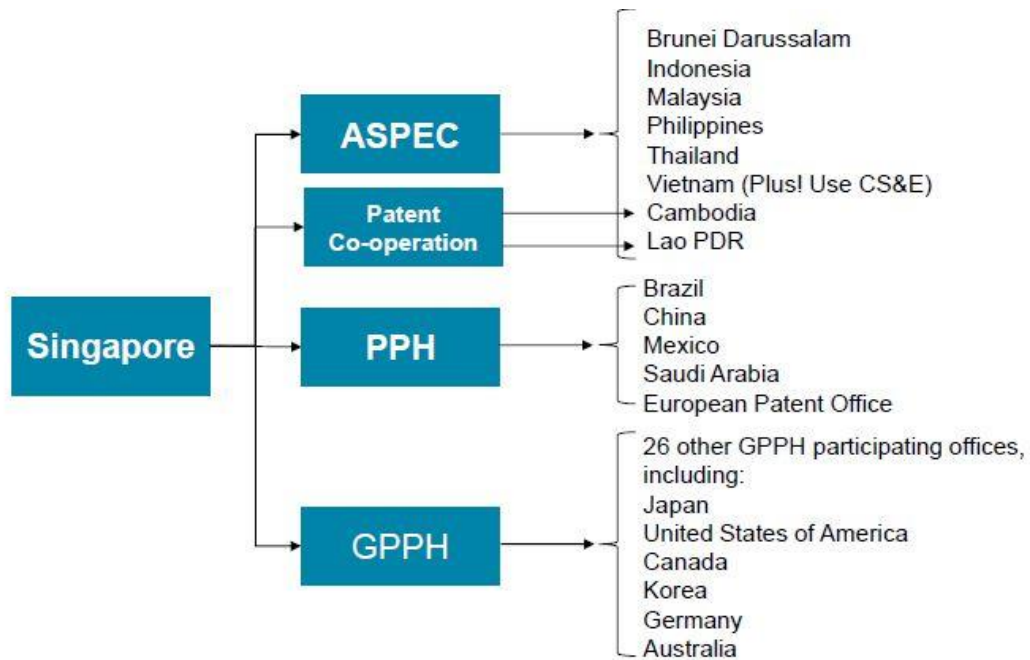 Singapore
ASPEC
Brunei Darussalam
Indonesia
Malaysia
Philippines
Thailand
Vietnam (Plus! Use CS&E)
Cambodia
Lao PDR
Patent
Co-operation
PPH
Brazil
China
Mexico
Saudi Arabia
European Patent Office
GPPH
26 other GPPH participating offices,
including:
Japan
United States of America
Canada
Korea
Germany
Australia